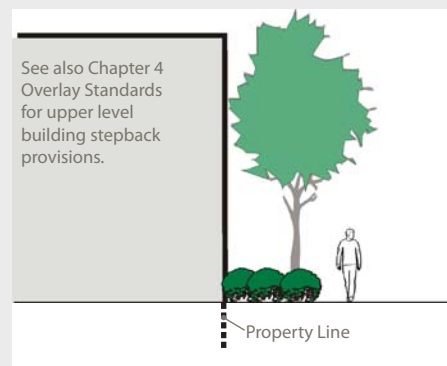 See also Chapter 4
Overlay Standards
for upper level
building stepback
provisions.
Property Line